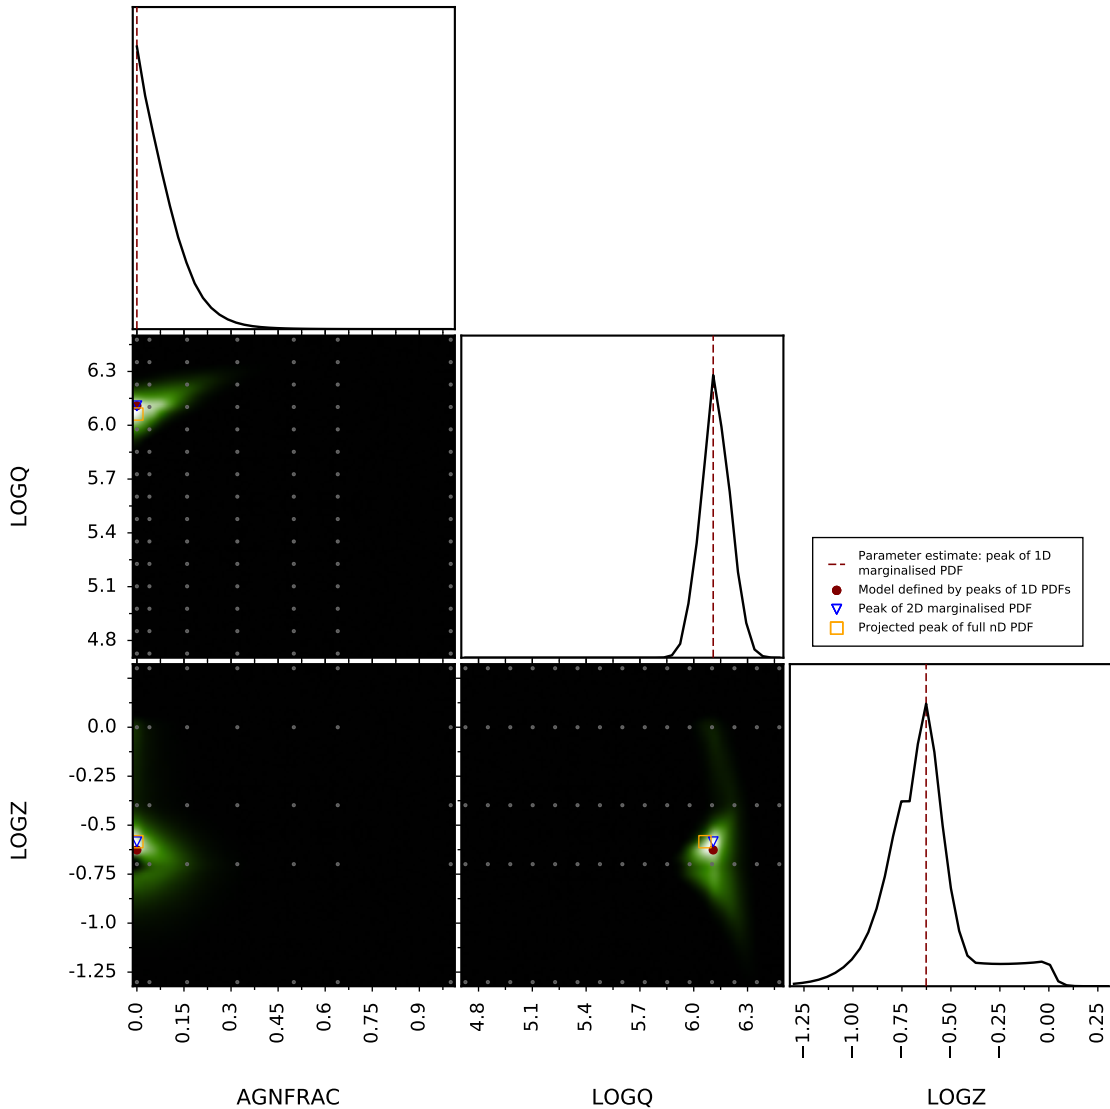 6.3
6.0
5.7
5.4
5.1
4.8
LOGQ
Parameter estimate: peak of 1D
marginalised PDF
Model defined by peaks of 1D PDFs
Peak of 2D marginalised PDF
Projected peak of full nD PDF
0.0
-0.25
-0.5
-0.75
-1.0
-1.25
LOGZ
0.0 0.15 0.3 0.45 0.6 0.75 0.9
4.8 5.1 5.4 5.7 6.0 6.3
−1.25 −1.00 −0.75 −0.50 −0.25 0.00 0.25
AGNFRAC LOGQ LOGZ